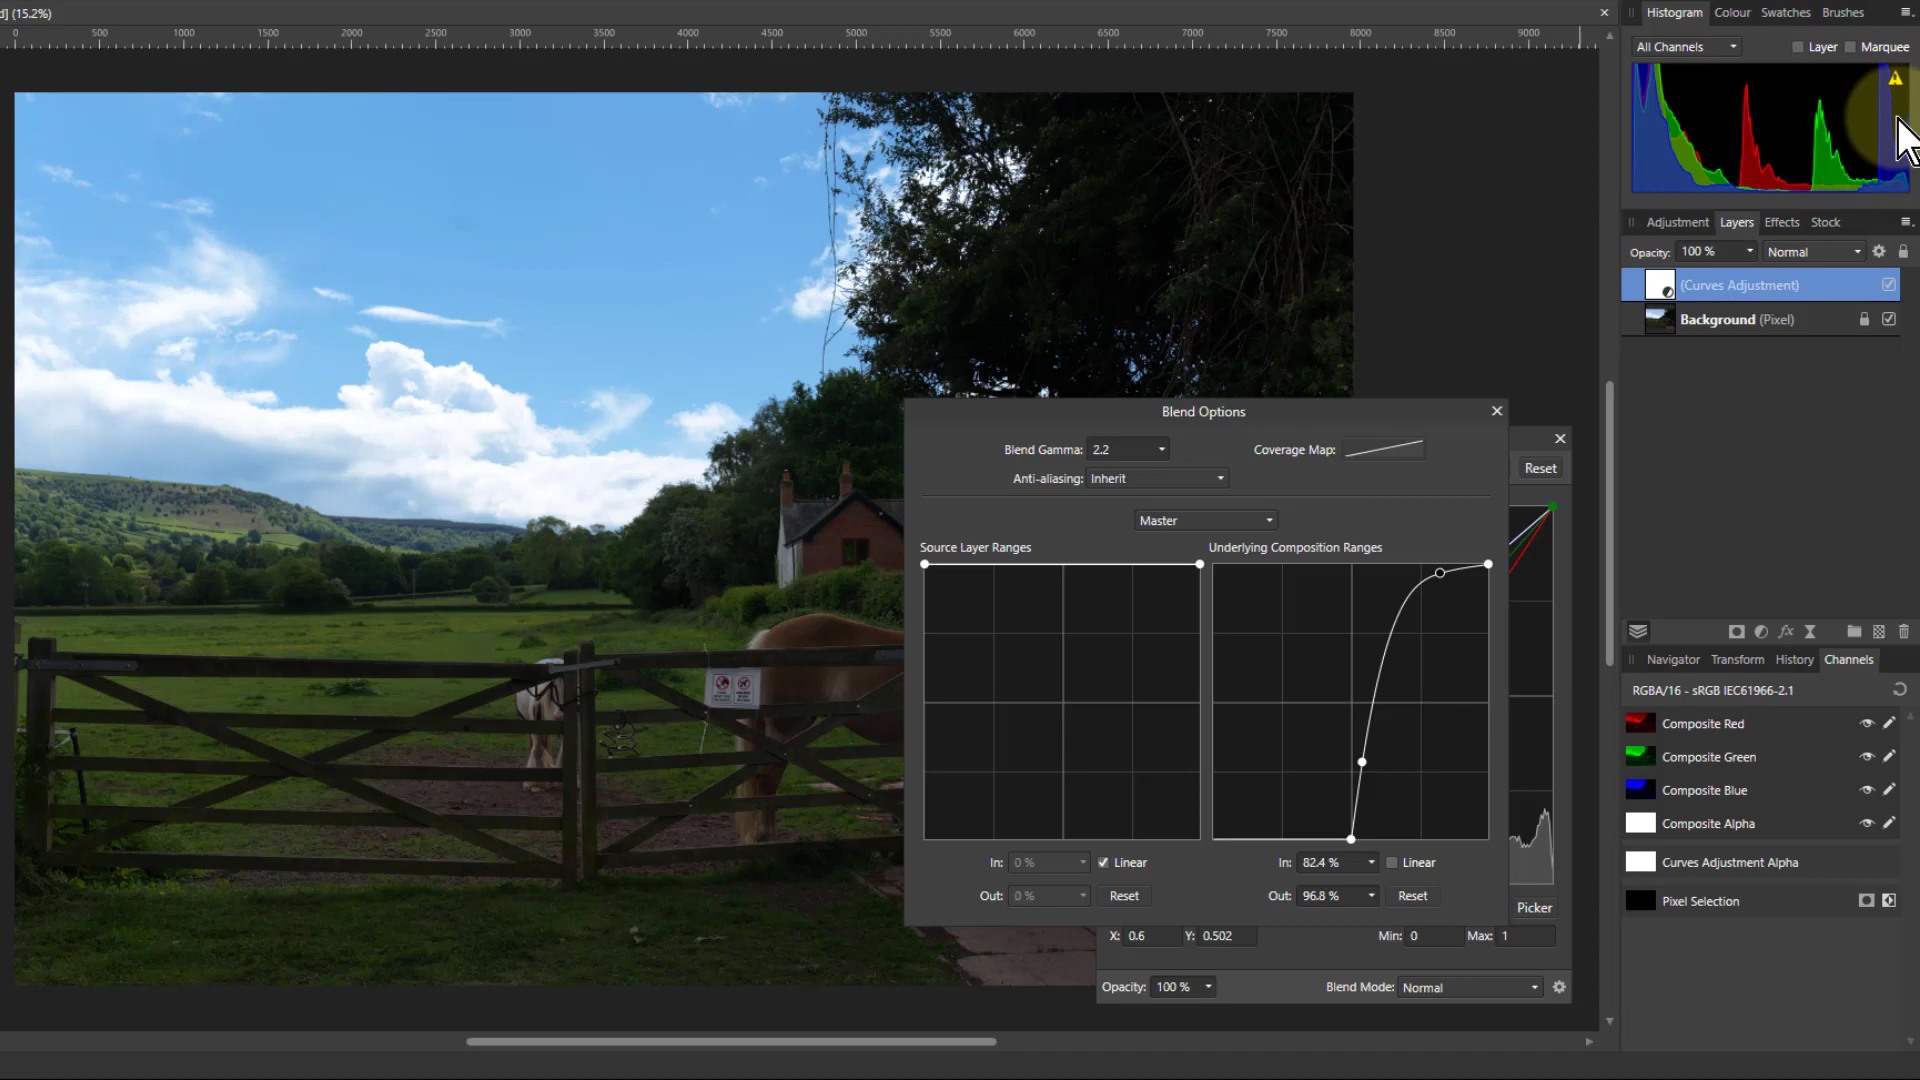 d] (15.2%)
0 500 1000 1500 2000 2500 3000 3500 4000 4500 5000 5500 6000 6500 7000 7500 8000 8500 9000
Histogram Colour Swatches Brushes
All Channels Layer Marquee
Adjustment Layers Effects Stock
Opacity: 100 % Normal
(Curves Adjustment)
Background (Pixel)
Blend Options
Blend Gamma: 2.2 Coverage Map:
Anti-aliasing: Inherit
Reset
Master
Source Layer Ranges Underlying Composition Ranges
In: 0 % Linear In: 82.4 % Linear
Out: 0 % Reset Out: 96.8 % Reset
Picker
X: 0.6 Y: 0.502 Min: 0 Max: 1
Opacity: 100 % Blend Mode: Normal
fx
Navigator Transform History Channels
RGBA/16 - sRGB IEC61966-2.1
Composite Red
Composite Green
Composite Blue
Composite Alpha
Curves Adjustment Alpha
Pixel Selection